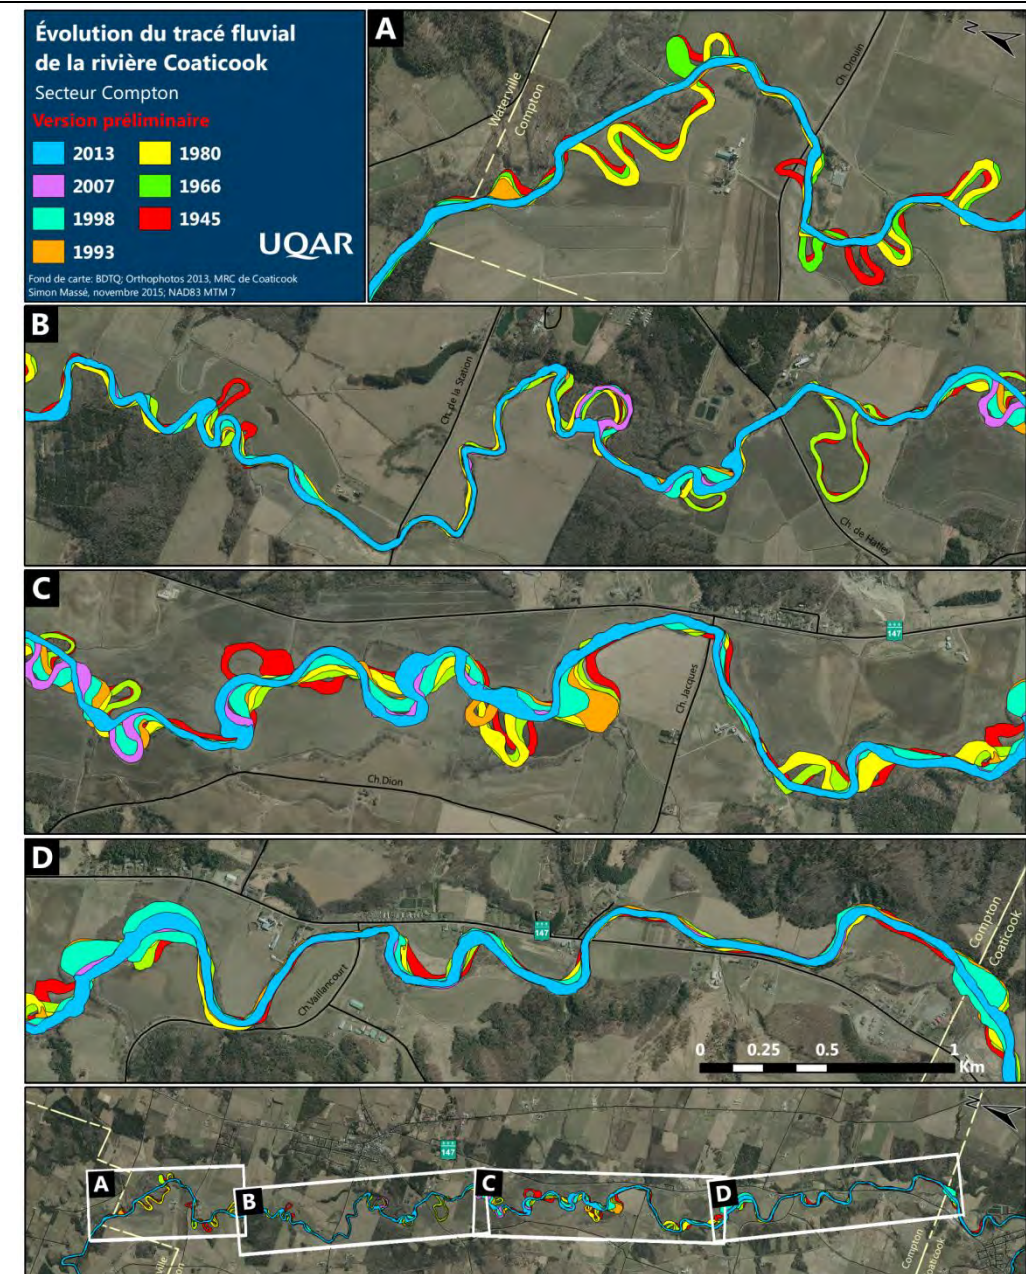 Évolution du tracé fluvial
de la rivière Coaticook
Secteur Compton
Version préliminaire
2013
1980
2007
1966
1998
1945
1993
UQAR
Fond de carte: BDTQ; Orthophotos 2013, MRC de Coaticook
Simon Massé, novembre 2015; NAD83 MTM 7
A
N
Waterville
Compton
Ch. Drouin
B
Ch. de la Station
Ch. de Hatley
C
147
Ch. Jacques
Ch.Dion
D
147
Ch.Vaillancourt
Compton
Coaticook
0 0.25 0.5 1
Km
N
147
A
B
C
D
Compton